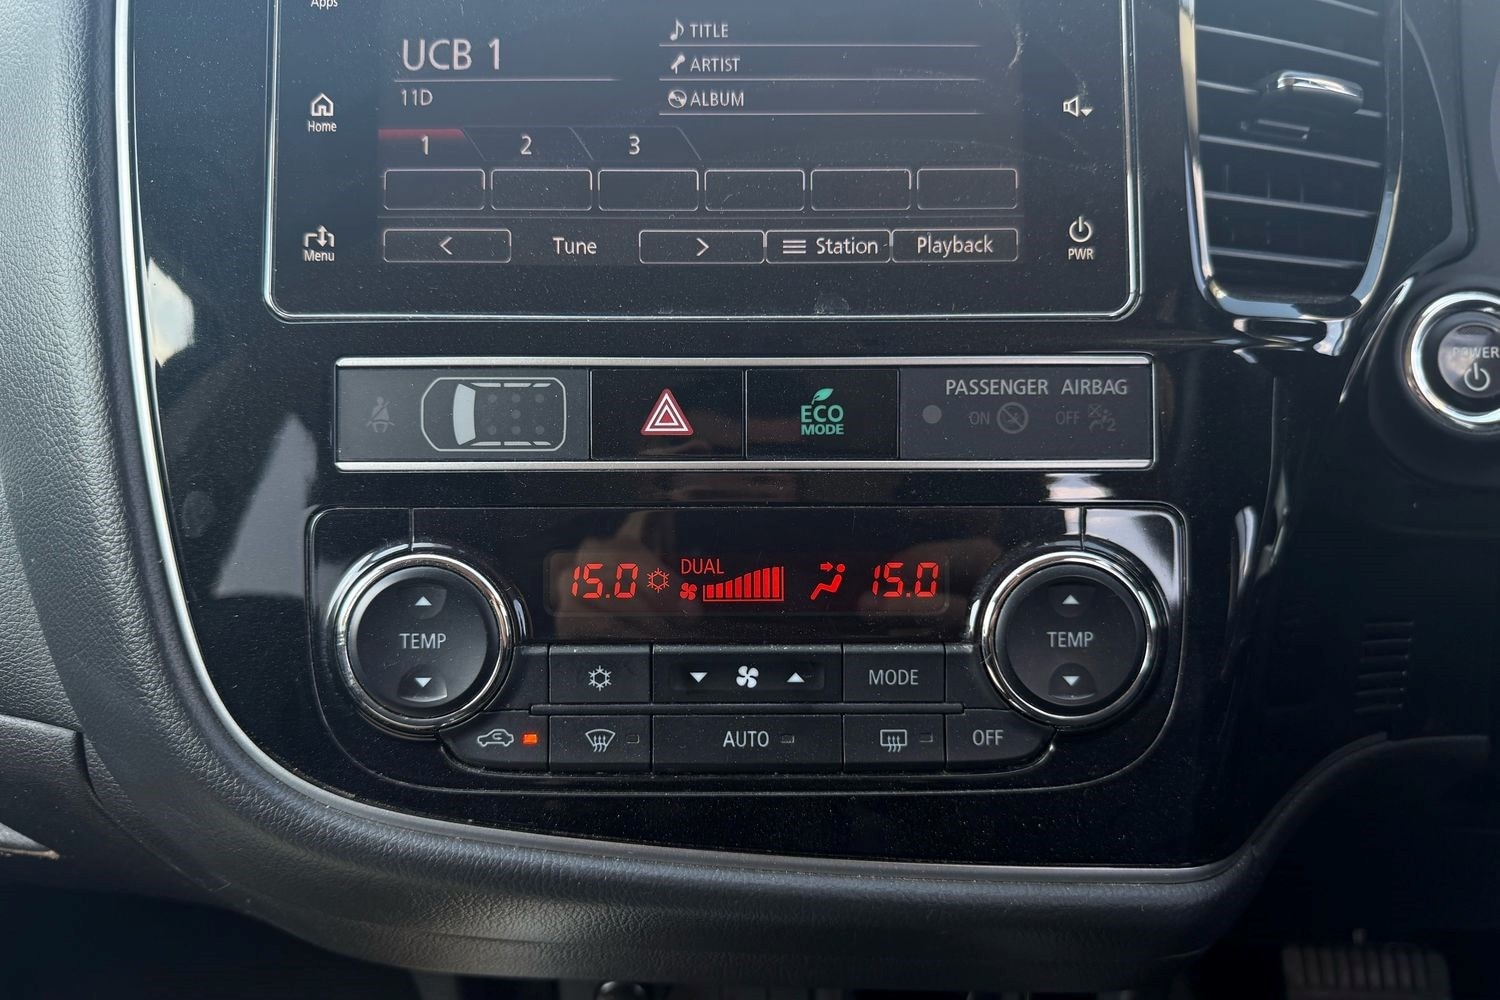 Apps
UCB 1
11D
TITLE
ARTIST
ALBUM
Home
1 2 3
Menu
< Tune > Station Playback
PWR
POWER
ECO
MODE
PASSENGER AIRBAG
ON OFF 2
15.0 DUAL 15.0
TEMP TEMP
MODE
AUTO OFF